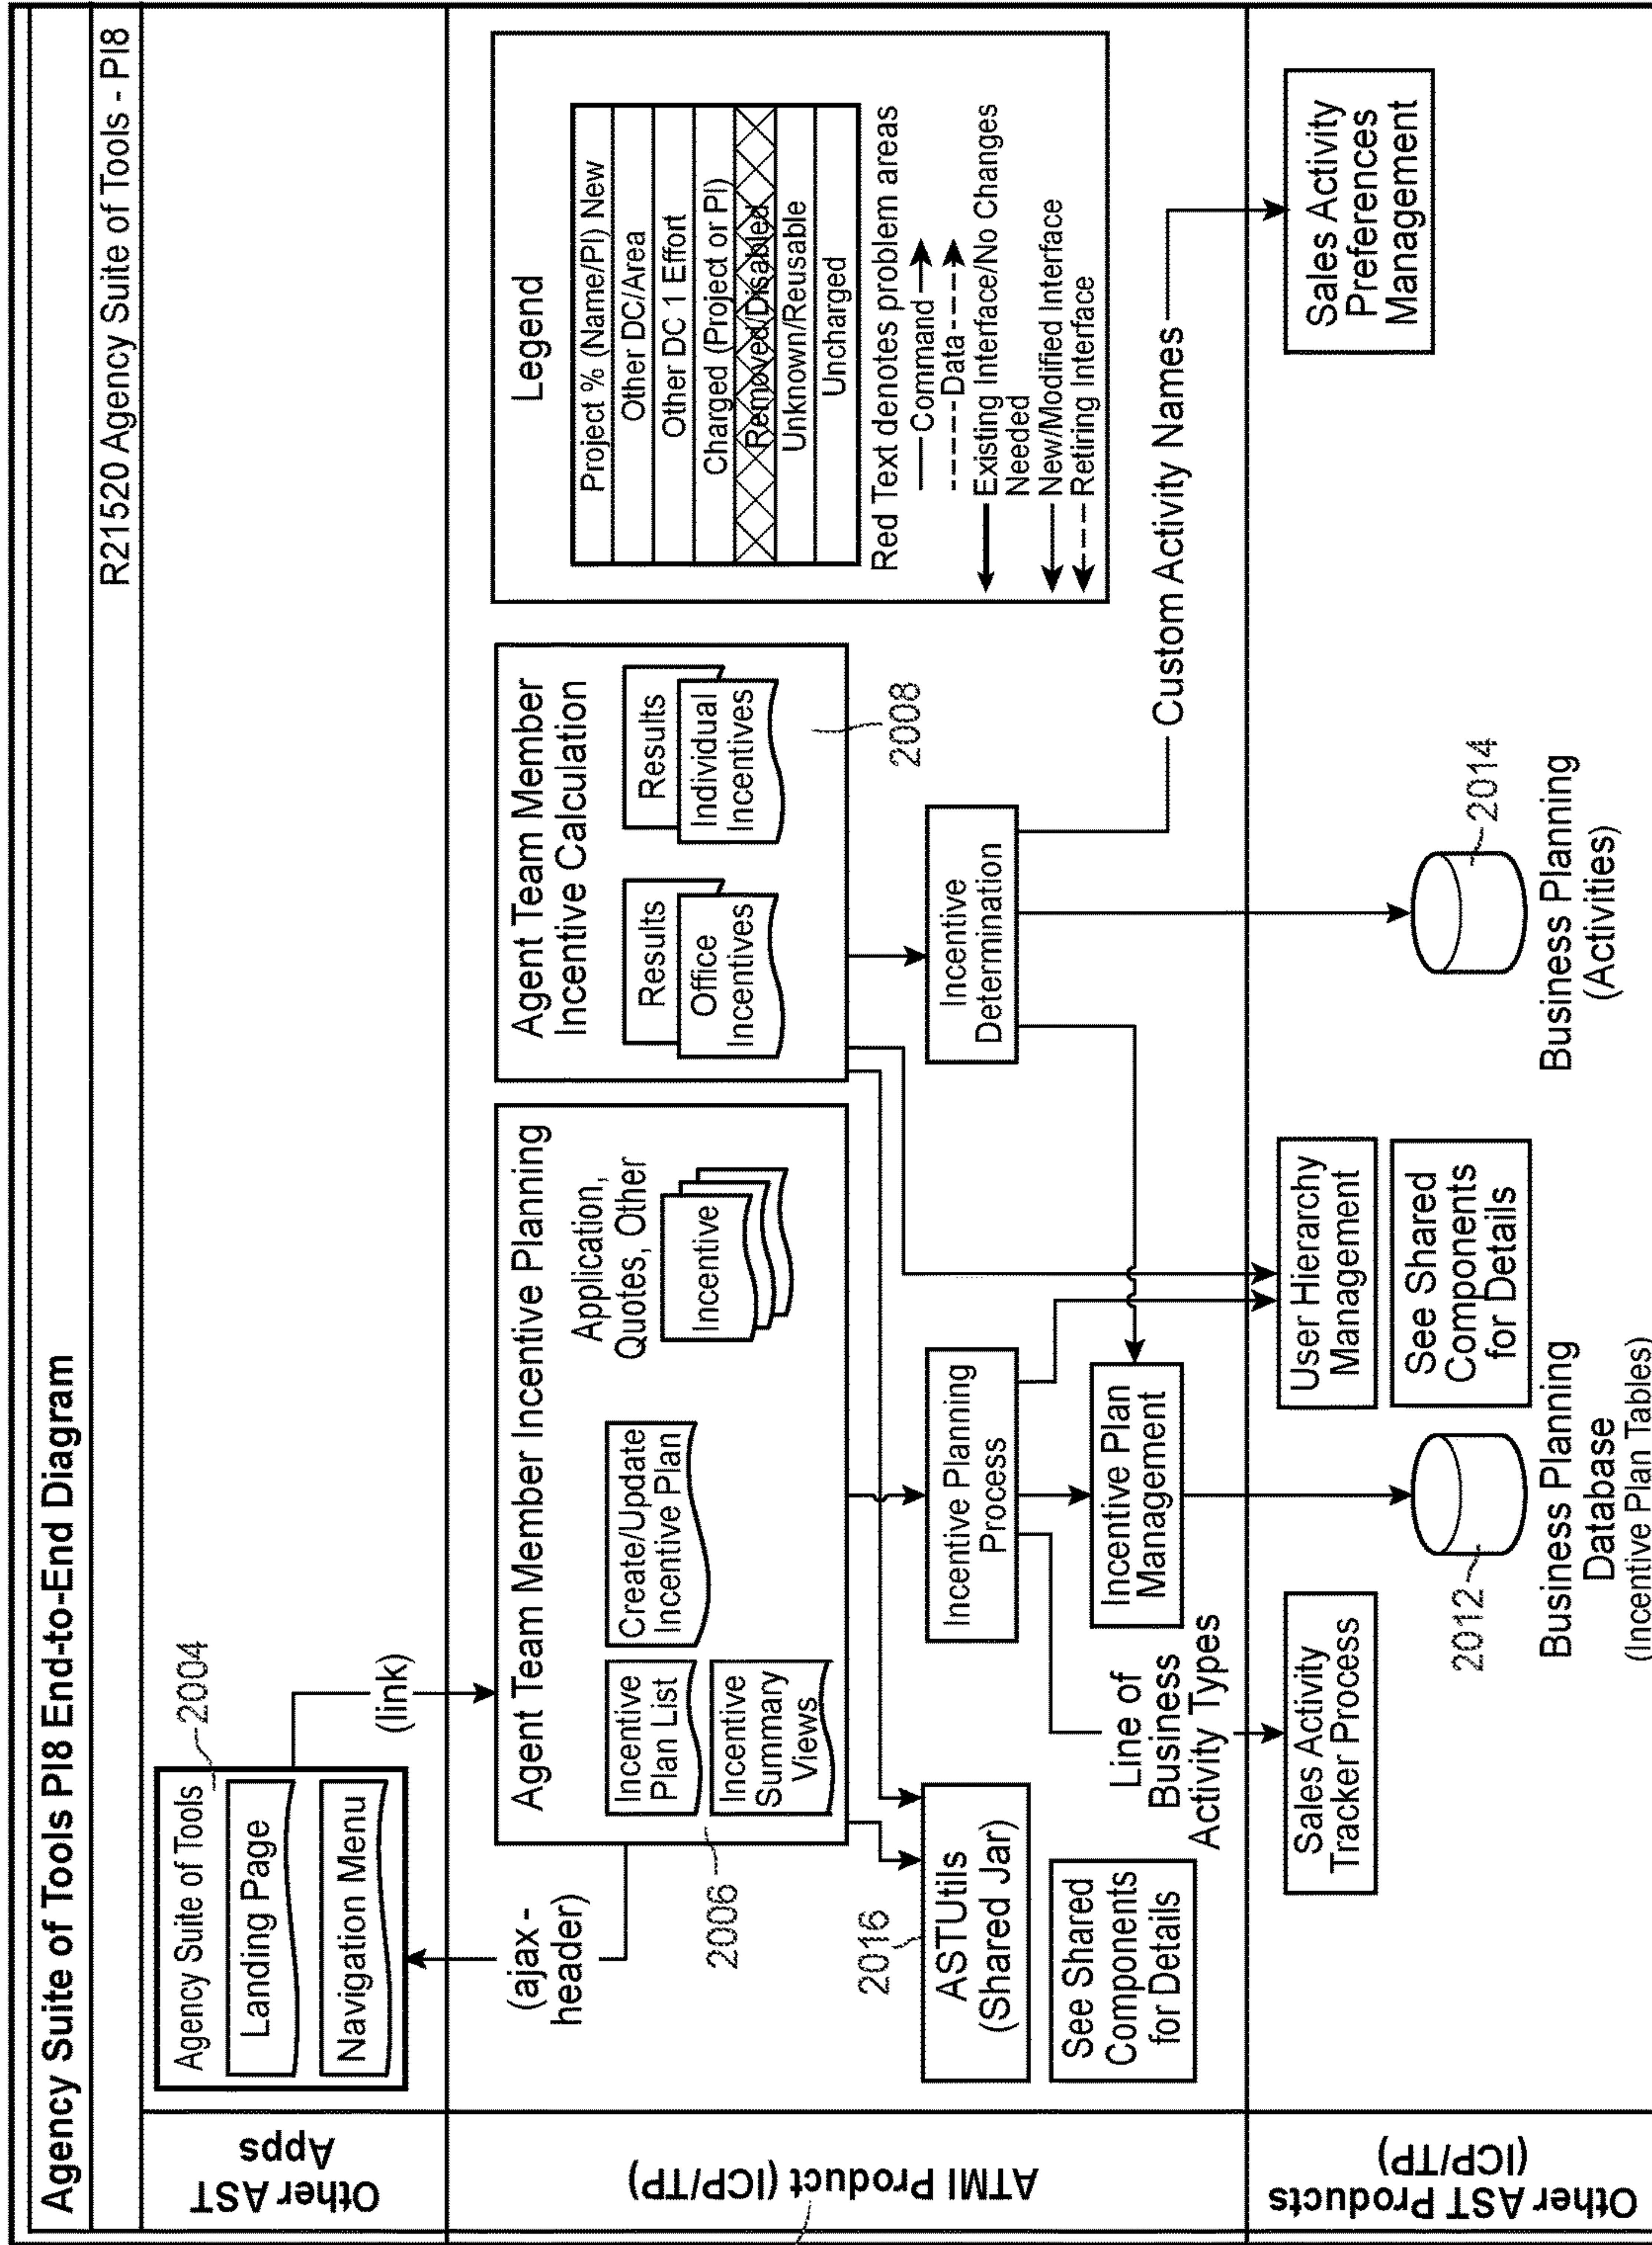 Agency Suite of Tools PI8 End-to-End Diagram
R21520 Agency Suite of Tools - PI8
Other AST
Apps
Agency Suite of Tools
2004
Landing Page
Navigation Menu
(link)
(ajax -
header)
ATMI Product (ICP/TP)
Agent Team Member Incentive Planning
Incentive
Plan List
Create/Update
Incentive Plan
Incentive
Summary
Views
Application,
Quotes, Other
Incentive
2006
Agent Team Member
Incentive Calculation
Results
Office
Incentives
Results
Individual
Incentives
2008
Legend
Project % (Name/PI) New
Other DC/Area
Other DC 1 Effort
Charged (Project or PI)
Removed/Disabled
Unknown/Reusable
Uncharged
Red Text denotes problem areas
Command
Data
Existing Interface/No Changes
Needed
New/Modified Interface
Retiring Interface
2016
ASTUtils
(Shared Jar)
See Shared
Components
for Details
Incentive Planning
Process
Incentive
Determination
Incentive Plan
Management
Line of
Business
Activity Types
Custom Activity Names
Other AST Products
(ICP/TP)
Sales Activity
Tracker Process
2012
Business Planning
Database
(Incentive Plan Tables)
User Hierarchy
Management
See Shared
Components
for Details
2014
Business Planning
(Activities)
Sales Activity
Preferences
Management